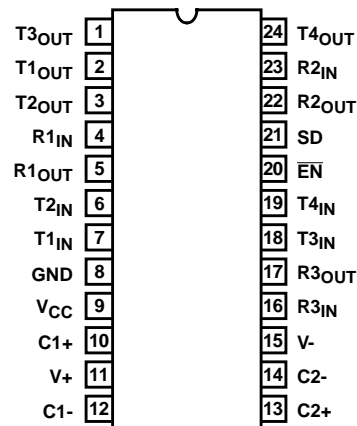 T3OUT 1 24 T4OUT
T1OUT 2 23 R2IN
T2OUT 3 22 R2OUT
R1IN 4 21 SD
R1OUT 5 20 E̅N̅
T2IN 6 19 T4IN
T1IN 7 18 T3IN
GND 8 17 R3OUT
VCC 9 16 R3IN
C1+ 10 15 V-
V+ 11 14 C2-
C1- 12 13 C2+